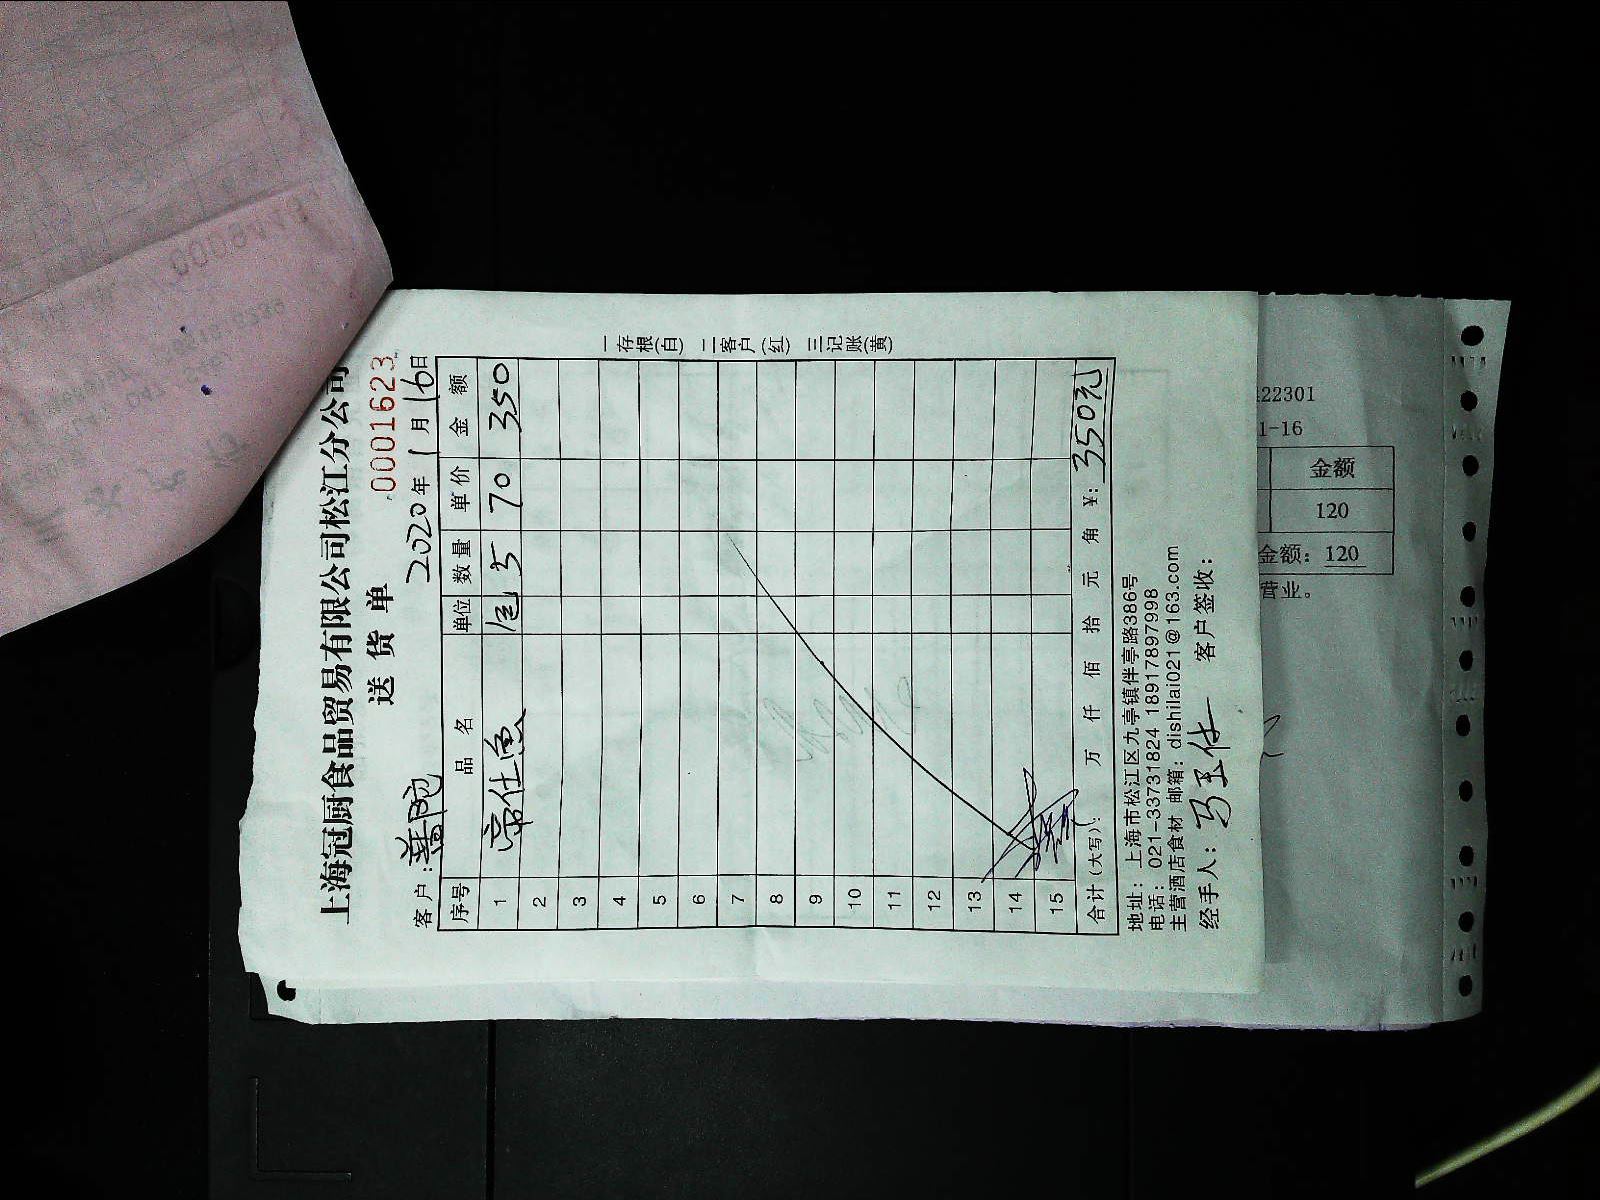 上海冠厨食品贸易有限公司松江分公司
送货单
0001623
客户:普陀 2020年1月16日
序号 品名 单位 数量 单价 金额
1 常仕鱼 包 5 70 350
2
3
4
5
6
7
8
9
10
11
12
13
14
15
合计(大写): 万 仟 佰 拾 元 角 ¥:350元
一存根(白) 二客户(红) 三记账(黄)
地址:上海市松江区九亭镇伴亭路386号
电话:021-33731824 18917897998
主营酒店食材 邮箱:dishilai021@163.com
经手人: 客户签收:
22301
1-16
金额
120
金额:120
营业。